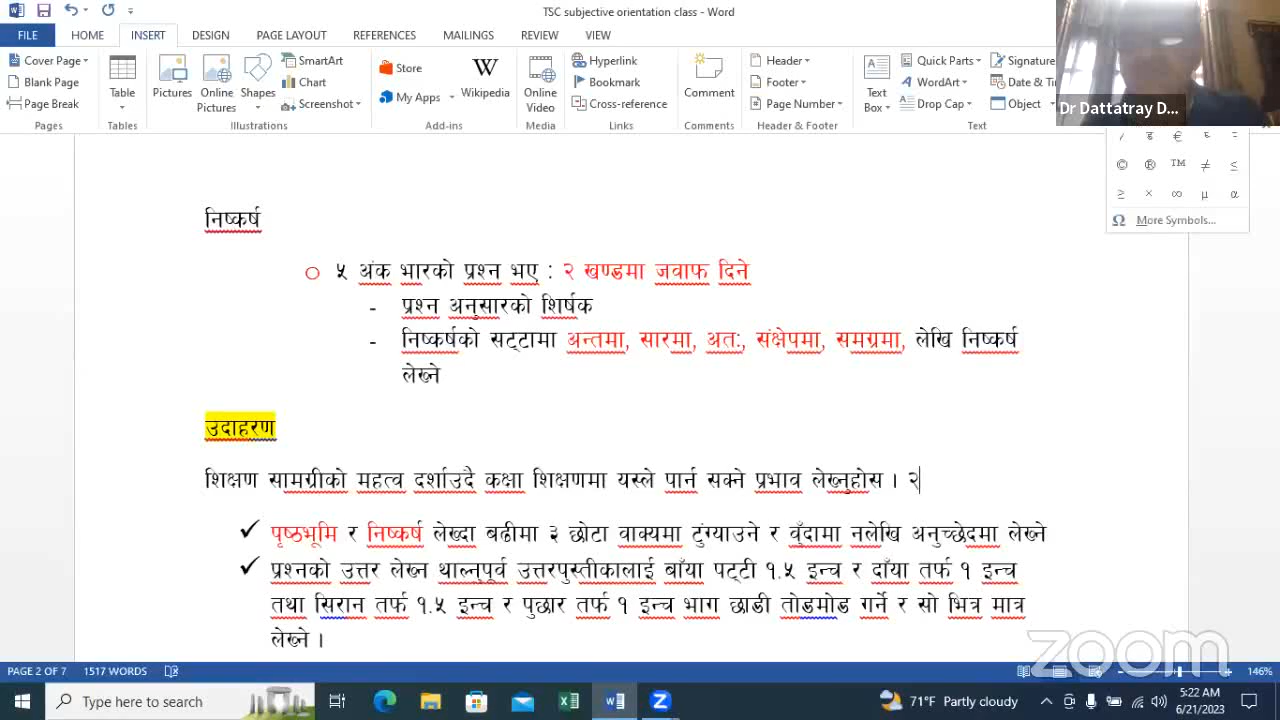 TSC subjective orientation class - Word
FILE HOME INSERT DESIGN PAGE LAYOUT REFERENCES MAILINGS REVIEW VIEW
Cover Page
Blank Page
Page Break
Pages
Table
Tables
Pictures
Online Pictures
Shapes
SmartArt
Chart
Screenshot
Illustrations
Store
My Apps
Wikipedia
Add-ins
Online Video
Media
Hyperlink
Bookmark
Cross-reference
Links
Comment
Comments
Header
Footer
Page Number
Header & Footer
Text Box
Quick Parts
WordArt
Drop Cap
Signature
Date & Ti
Object
Text
Dr Dattatray D...
© ® ™ ≠ ≤
≥ × ∞ µ α
Ω More Symbols...
निष्कर्ष
o ५ अंक भारको प्रश्न भए : २ खण्डमा जवाफ दिने
- प्रश्न अनुसारको शिर्षक
- निष्कर्षको सट्टामा अन्तमा, सारमा, अत:, संक्षेपमा, समग्रमा, लेखि निष्कर्ष
लेख्ने
उदाहरण
शिक्षण सामग्रीको महत्व दर्शाउदै कक्षा शिक्षणमा यस्ले पार्न सक्ने प्रभाव लेख्नुहोस । २
✓ पृष्ठभूमि र निष्कर्ष लेख्दा बढीमा ३ छोटा वाक्यमा टुंग्याउने र वुँदामा नलेखि अनुच्छेदमा लेख्ने
✓ प्रश्नको उत्तर लेख्न थाल्नुपूर्व उत्तरपुस्तीकालाई बाँया पट्टी १.५ इन्च र दाँया तर्फ १ इन्च
तथा सिरान तर्फ १.५ इन्च र पुछार तर्फ १ इन्च भाग छाडी तोडमोड गर्ने र सो भित्र मात्र
लेख्ने ।
zoom
PAGE 2 OF 7 1517 WORDS 146%
Type here to search
71°F Partly cloudy
5:22 AM
6/21/2023